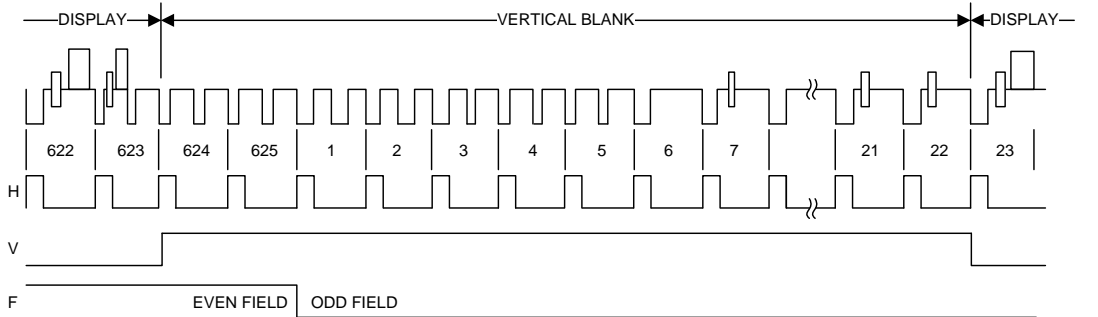 DISPLAY VERTICAL BLANK DISPLAY
622 623 624 625 1 2 3 4 5 6 7 21 22 23
H
V
F EVEN FIELD ODD FIELD